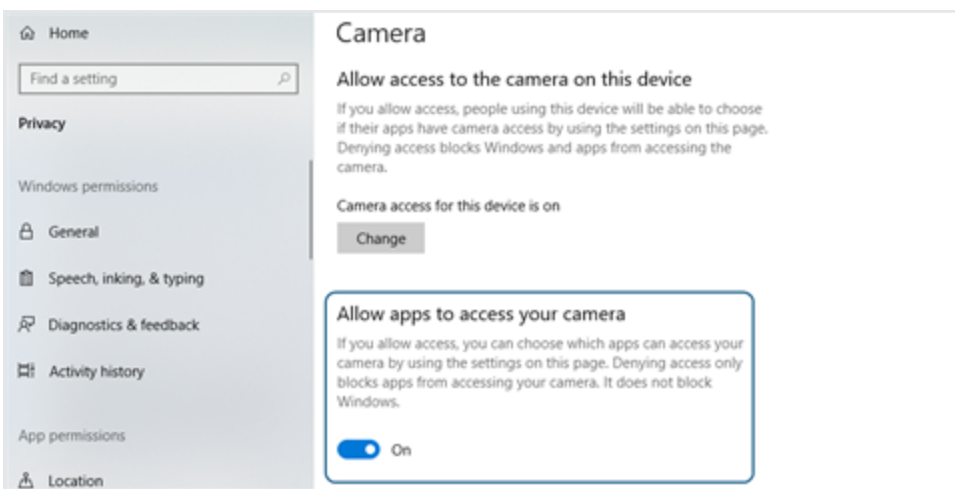 Home
Find a setting
Privacy
Windows permissions
General
Speech, inking, & typing
Diagnostics & feedback
Activity history
App permissions
Location
Camera
Allow access to the camera on this device
If you allow access, people using this device will be able to choose
if their apps have camera access by using the settings on this page.
Denying access blocks Windows and apps from accessing the
camera.
Camera access for this device is on
Change
Allow apps to access your camera
If you allow access, you can choose which apps can access your
camera by using the settings on this page. Denying access only
blocks apps from accessing your camera. It does not block
Windows.
On